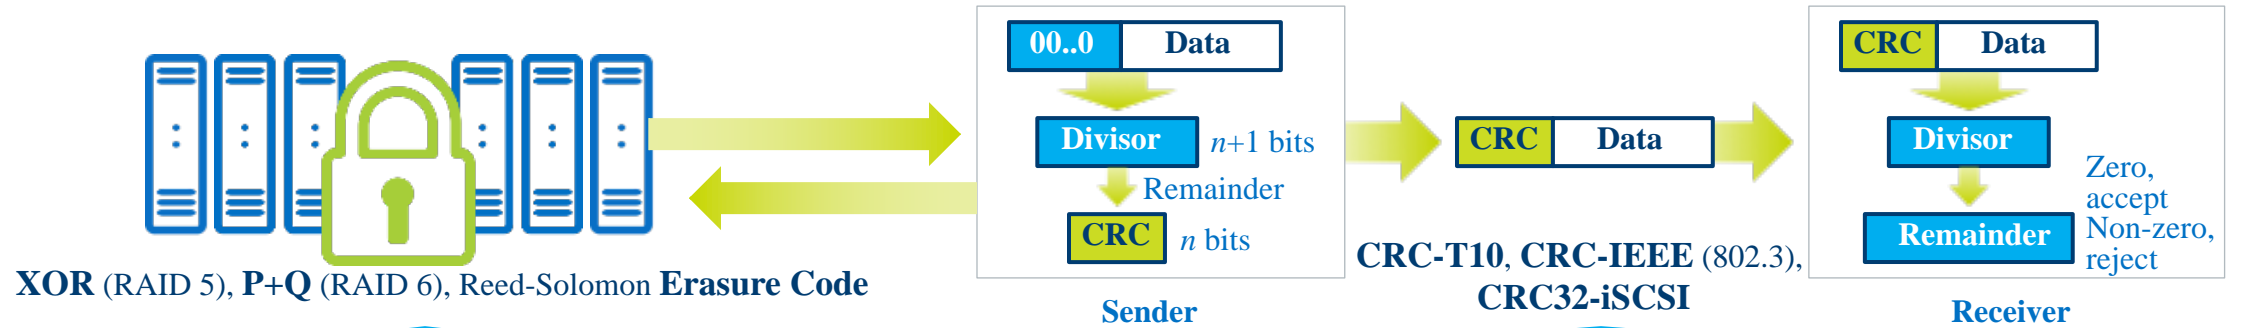 XOR (RAID 5), P+Q (RAID 6), Reed-Solomon Erasure Code
00..0 Data
Divisor n+1 bits
Remainder
CRC n bits
Sender
CRC Data
CRC-T10, CRC-IEEE (802.3),
CRC32-iSCSI
CRC Data
Divisor
Remainder
Zero,
accept
Non-zero,
reject
Receiver